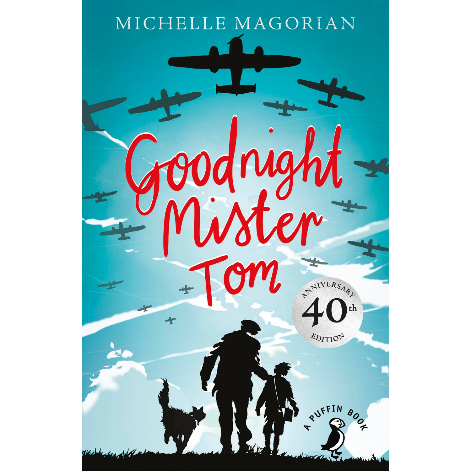 MICHELLE MAGORIAN
Goodnight
Mister
Tom
ANNIVERSARY
40th
EDITION
A PUFFIN BOOK